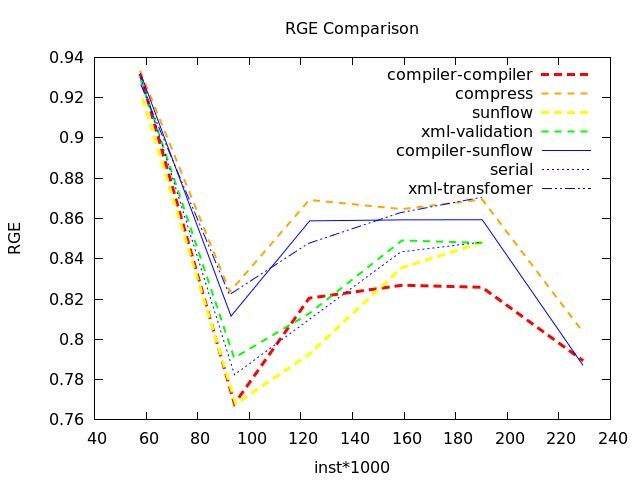 RGE Comparison
0.94
0.92
0.9
0.88
0.86
0.84
0.82
0.8
0.78
0.76
RGE
compiler-compiler
compress
sunflow
xml-validation
compiler-sunflow
serial
xml-transfomer
40 60 80 100 120 140 160 180 200 220 240
inst*1000